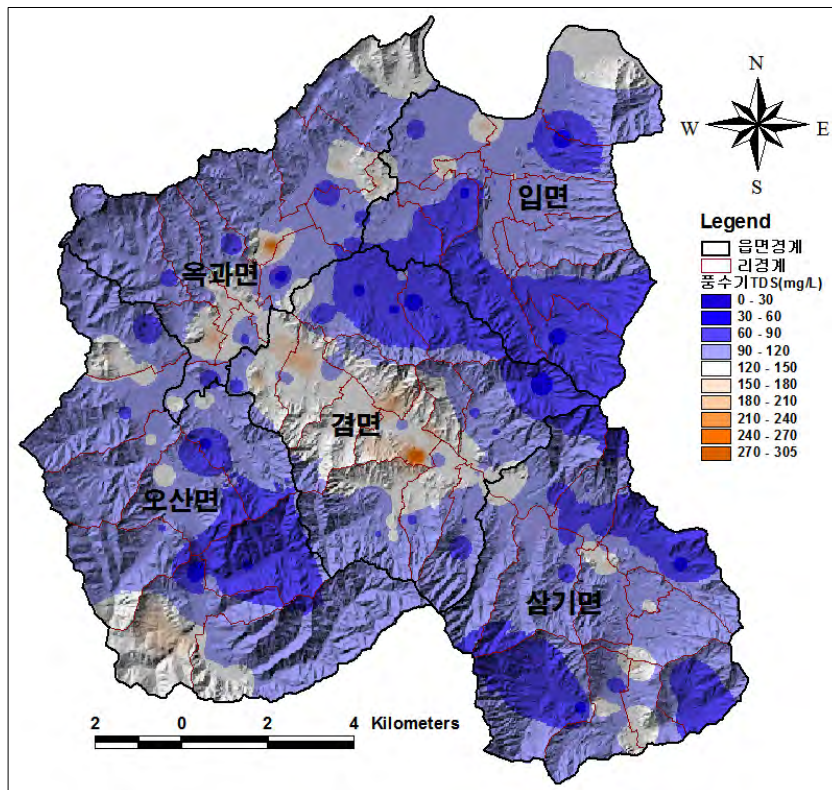 N
W E
S
입면
옥과면
겸면
오산면
삼기면
Legend
읍면경계
리경계
풍수기TDS(mg/L)
0 - 30
30 - 60
60 - 90
90 - 120
120 - 150
150 - 180
180 - 210
210 - 240
240 - 270
270 - 305
2 0 2 4 Kilometers